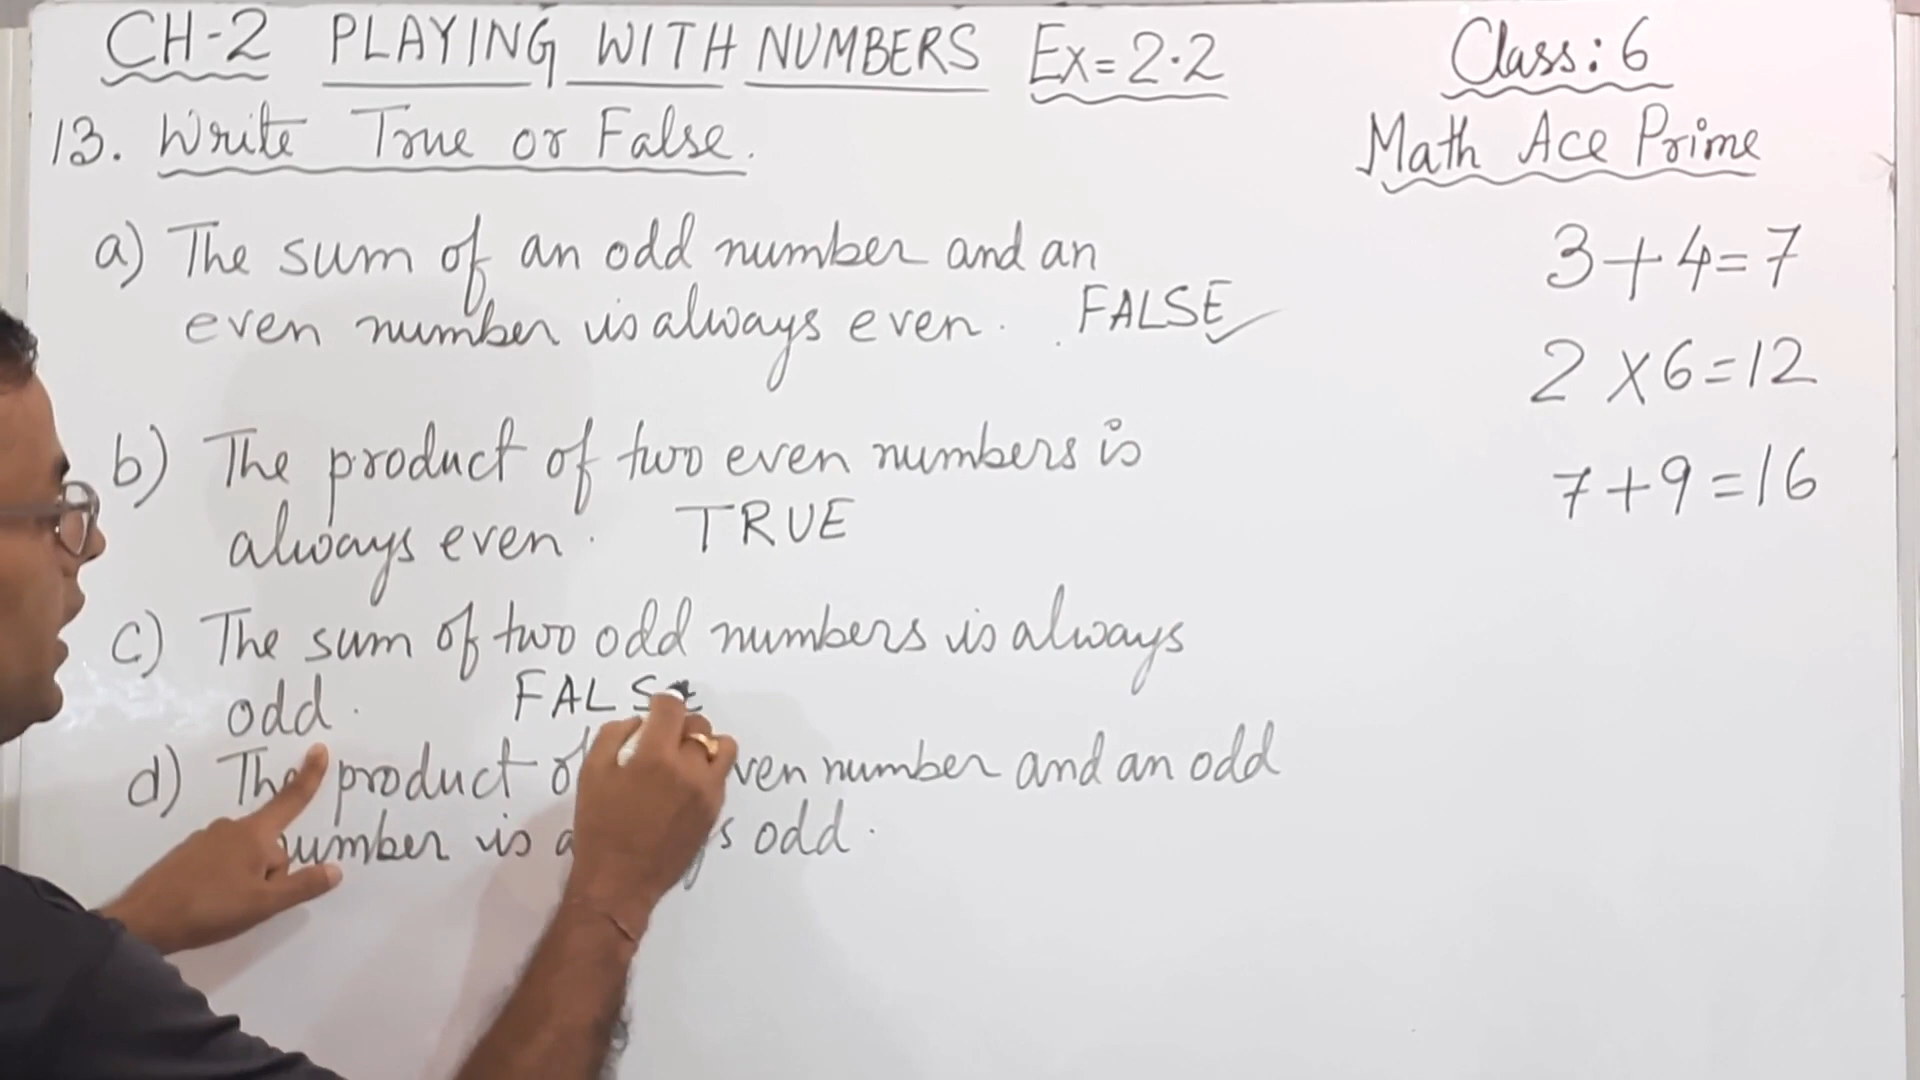 CH-2 PLAYING WITH NUMBERS Ex=2.2
Class: 6
13. Write True or False.
Math Ace Prime
a) The sum of an odd number and an
even number is always even. FALSE
3+4=7
2×6=12
7+9=16
b) The product of two even numbers is
always even. TRUE
c) The sum of two odd numbers is always
odd.
d) The product number and an odd
is odd.